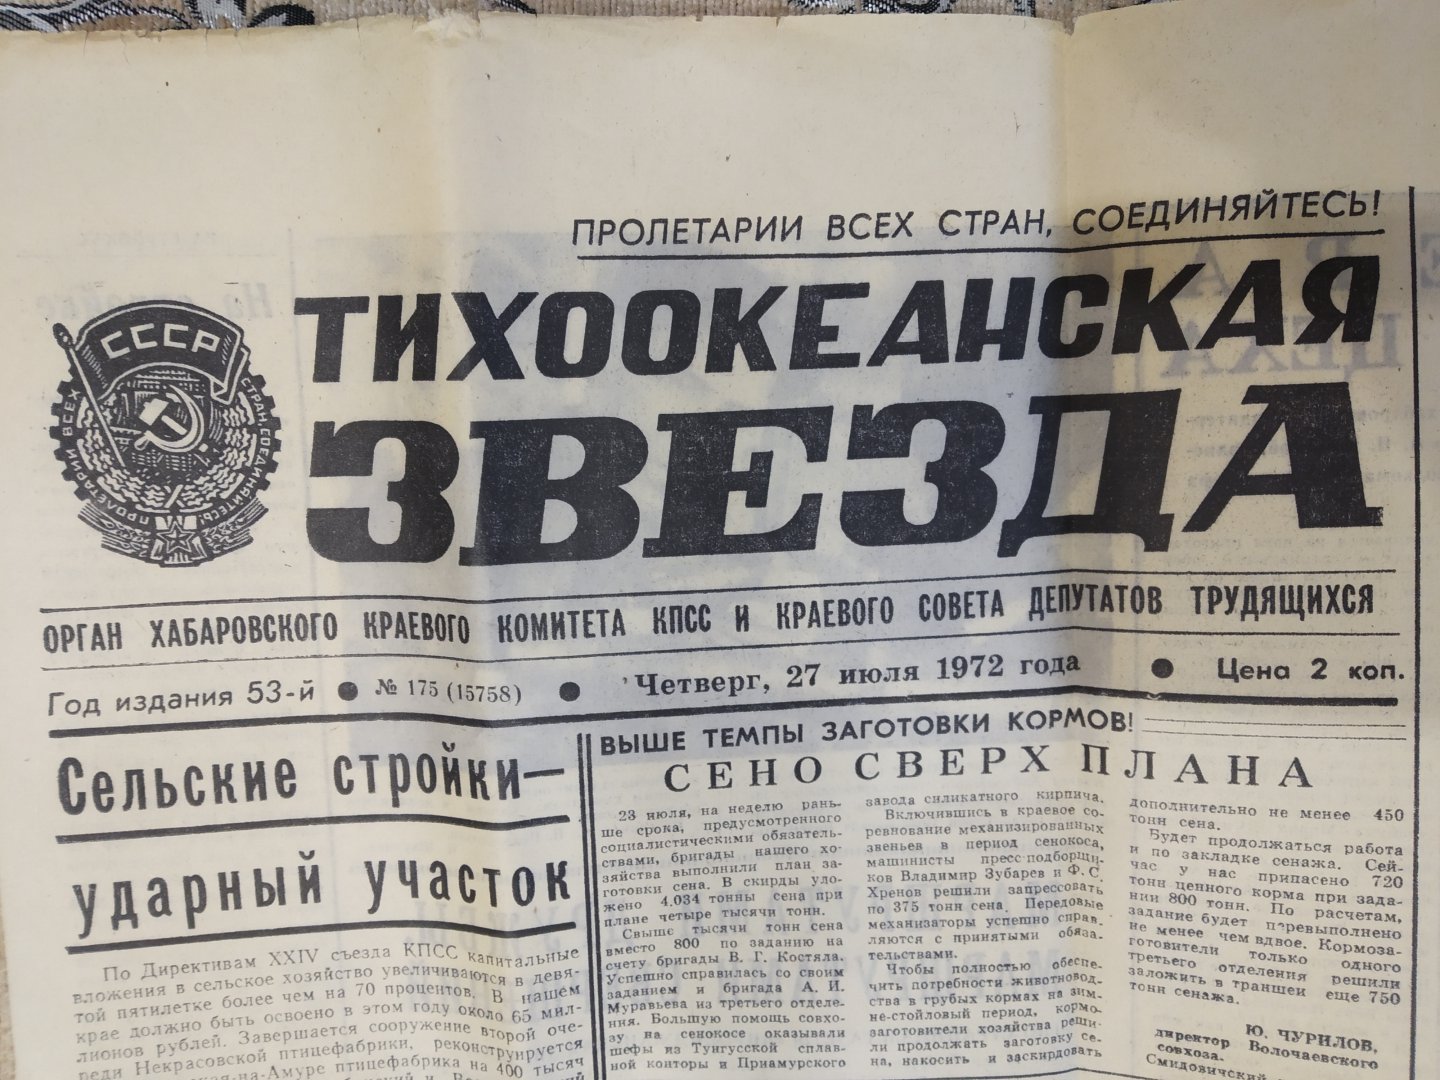 ПРОЛЕТАРИИ ВСЕХ СТРАН, СОЕДИНЯЙТЕСЬ!
СССР
ПРОЛЕТАРИИ ВСЕХ СТРАН, СОЕДИНЯЙТЕСЬ!
ТИХООКЕАНСКАЯ
ЗВЕЗДА
ОРГАН ХАБАРОВСКОГО КРАЕВОГО КОМИТЕТА КПСС И КРАЕВОГО СОВЕТА ДЕПУТАТОВ ТРУДЯЩИХСЯ
Год издания 53-й ● № 175 (15758) ● Четверг, 27 июля 1972 года ● Цена 2 коп.
Сельские стройки—
ударный участок
По Директивам XXIV съезда КПСС капитальные
вложения в сельское хозяйство увеличиваются в девя-
той пятилетке более чем на 70 процентов. В нашем
крае должно быть освоено в этом году около 65 мил-
лионов рублей. Завершается сооружение второй оче-
реди Некрасовской птицефабрики, реконструируется
-на-Амуре птицефабрика на 400 тысяч
ВЫШЕ ТЕМПЫ ЗАГОТОВКИ КОРМОВ!
СЕНО СВЕРХ ПЛАНА
23 июля, на неделю рань-
ше срока, предусмотренного
социалистическими обязатель-
ствами, бригады нашего хо-
зяйства выполнили план за-
готовки сена. В скирды уло-
жено 4.034 тонны сена при
плане четыре тысячи тонн.
Свыше тысячи тонн сена
вместо 800 по заданию на
счету бригады В. Г. Костяла.
Успешно справилась со своим
заданием и бригада А. И.
Муравьева из третьего отделе-
ния. Большую помощь совхо-
зу на сенокосе оказывали
шефы из Тунгусской сплав-
ной конторы и Приамурского
завода силикатного кирпича.
Включившись в краевое со-
ревнование механизированных
звеньев в период сенокоса,
машинисты пресс-подборщи-
ков Владимир Зубарев и Ф. С.
Хренов решили запрессовать
по 375 тонн сена. Передовые
механизаторы успешно справ-
ляются с принятыми обяза-
тельствами.
Чтобы полностью обеспе-
чить потребности животновод-
ства в грубых кормах на зим-
не-стойловый период, кормо-
заготовители хозяйства реши-
ли продолжать заготовку се-
на, накосить и заскирдовать
дополнительно не менее 450
тонн сена.
Будет продолжаться работа
и по закладке сенажа. Сей-
час у нас припасено 720
тонн ценного корма при зада-
нии 800 тонн. По расчетам,
задание будет перевыполнено
не менее чем вдвое. Кормоза-
готовители только одного
третьего отделения решили
заложить в траншеи еще 750
тонн сенажа.
Ю. ЧУРИЛОВ,
директор Волочаевского
совхоза.